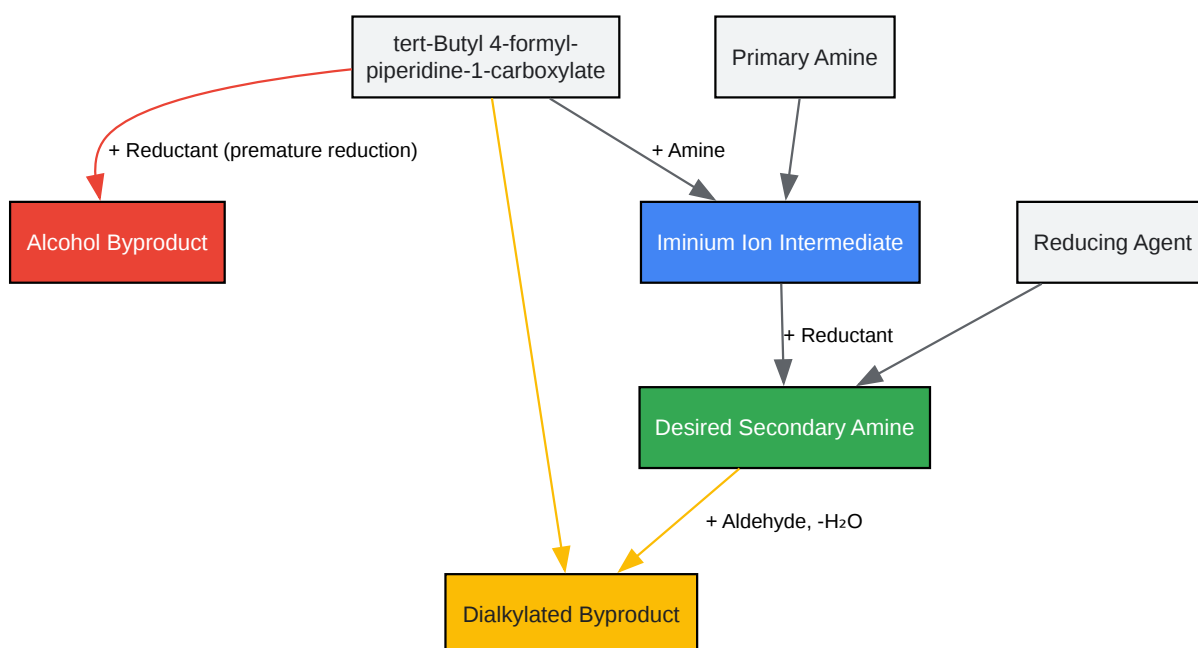 tert-Butyl 4-formyl-
piperidine-1-carboxylate
Primary Amine
+ Reductant (premature reduction)
+ Amine
Alcohol Byproduct
Iminium Ion Intermediate
Reducing Agent
+ Reductant
Desired Secondary Amine
+ Aldehyde, -H₂O
Dialkylated Byproduct